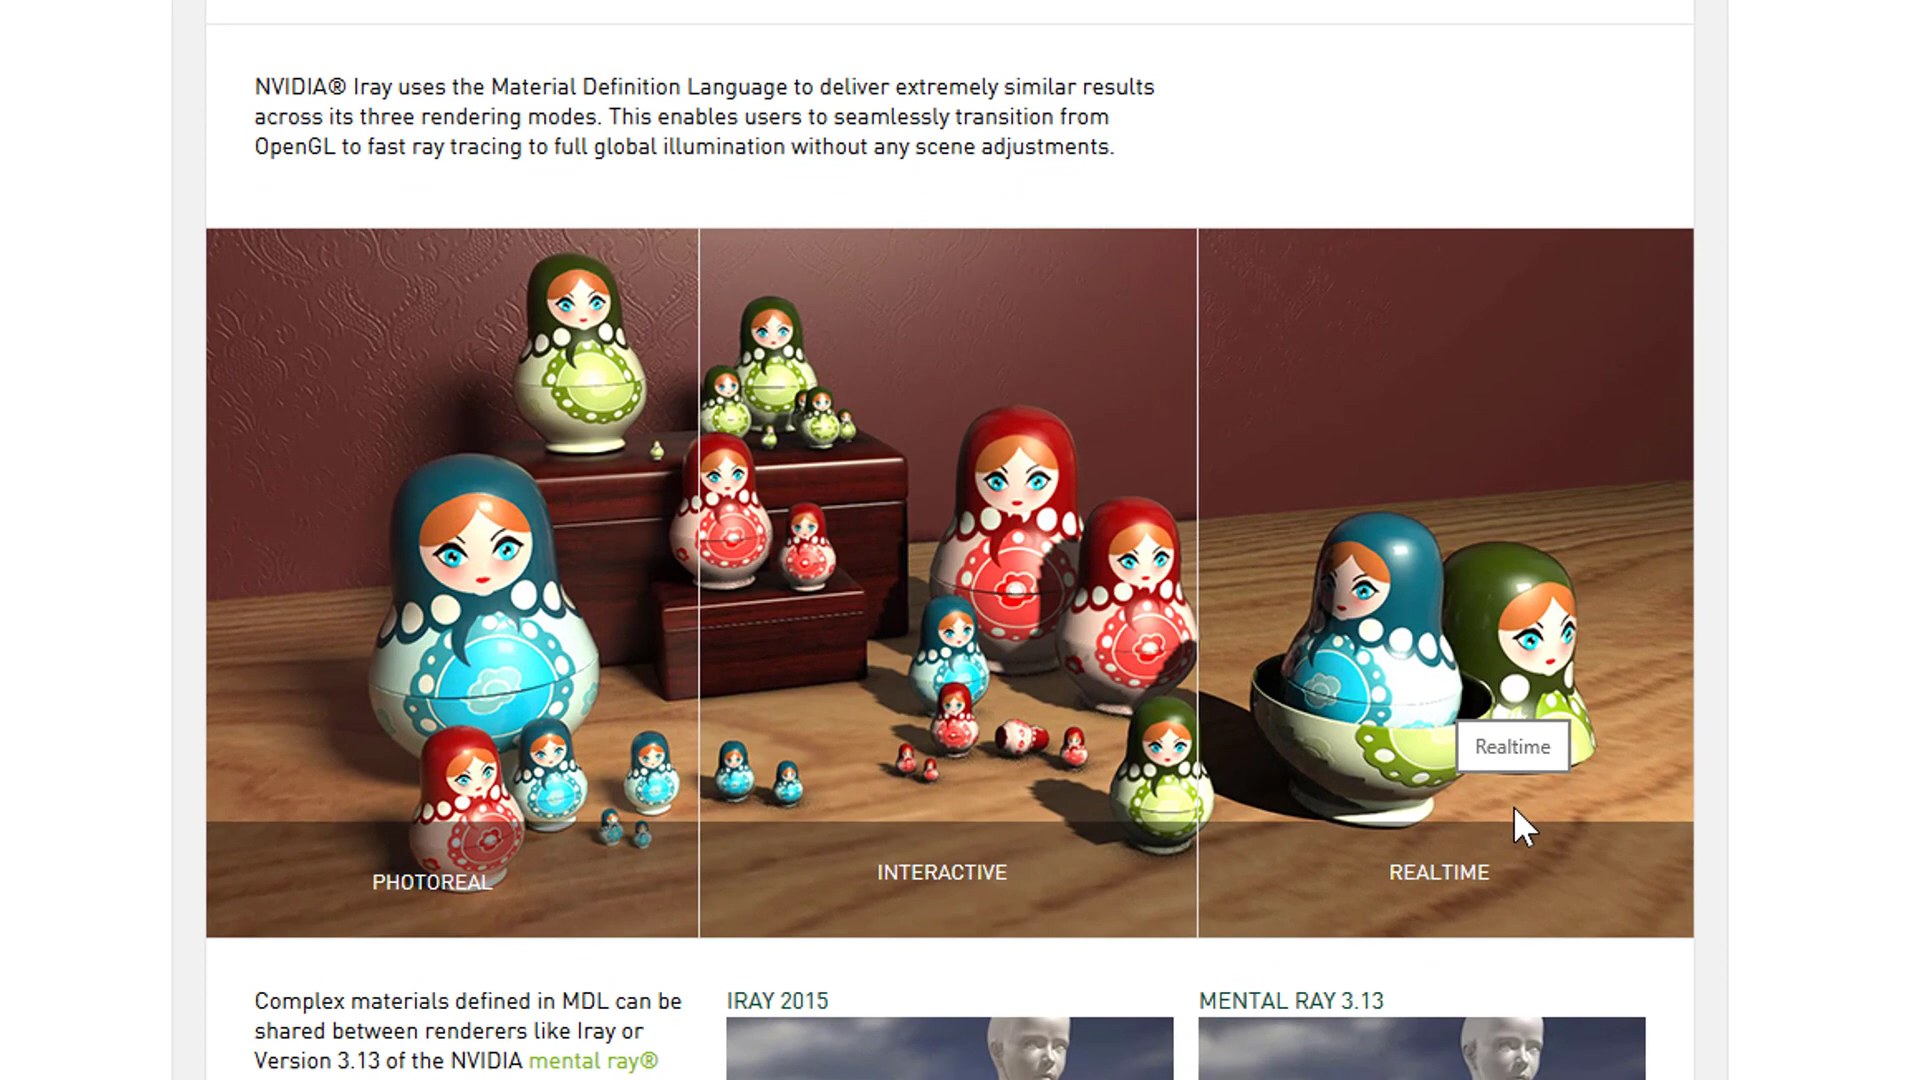 NVIDIA® Iray uses the Material Definition Language to deliver extremely similar results
across its three rendering modes. This enables users to seamlessly transition from
OpenGL to fast ray tracing to full global illumination without any scene adjustments.
Realtime
PHOTOREAL
INTERACTIVE
REALTIME
Complex materials defined in MDL can be
shared between renderers like Iray or
Version 3.13 of the NVIDIA mental ray®
IRAY 2015
MENTAL RAY 3.13